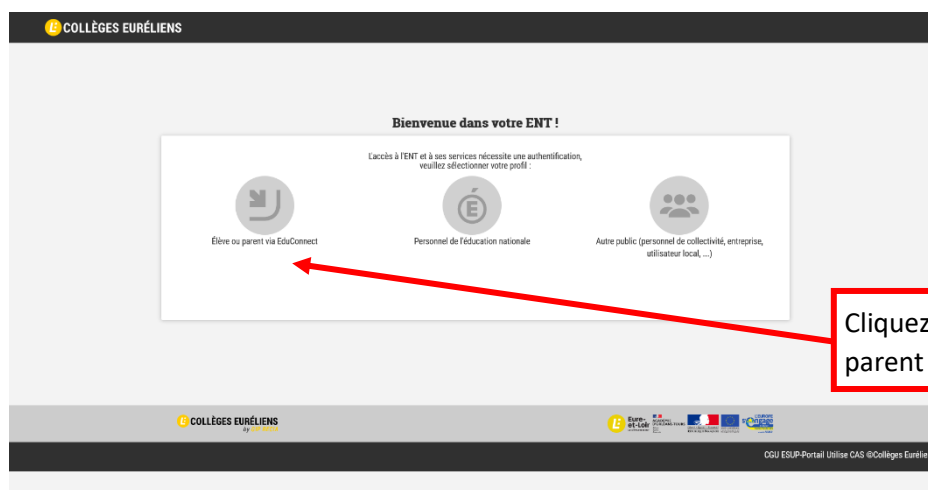 COLLÈGES EURÉLIENS
Bienvenue dans votre ENT !
L'accès à l'ENT et à ses services nécessite une authentification,
veuillez sélectionner votre profil :
Élève ou parent via EduConnect
Personnel de l'éducation nationale
Autre public (personnel de collectivité, entreprise,
utilisateur local, ...)
Cliquez
parent
COLLÈGES EURÉLIENS
by
Eure-
et-Loir
CGU ESUP-Portail Utilise CAS ©Collèges Eurélie